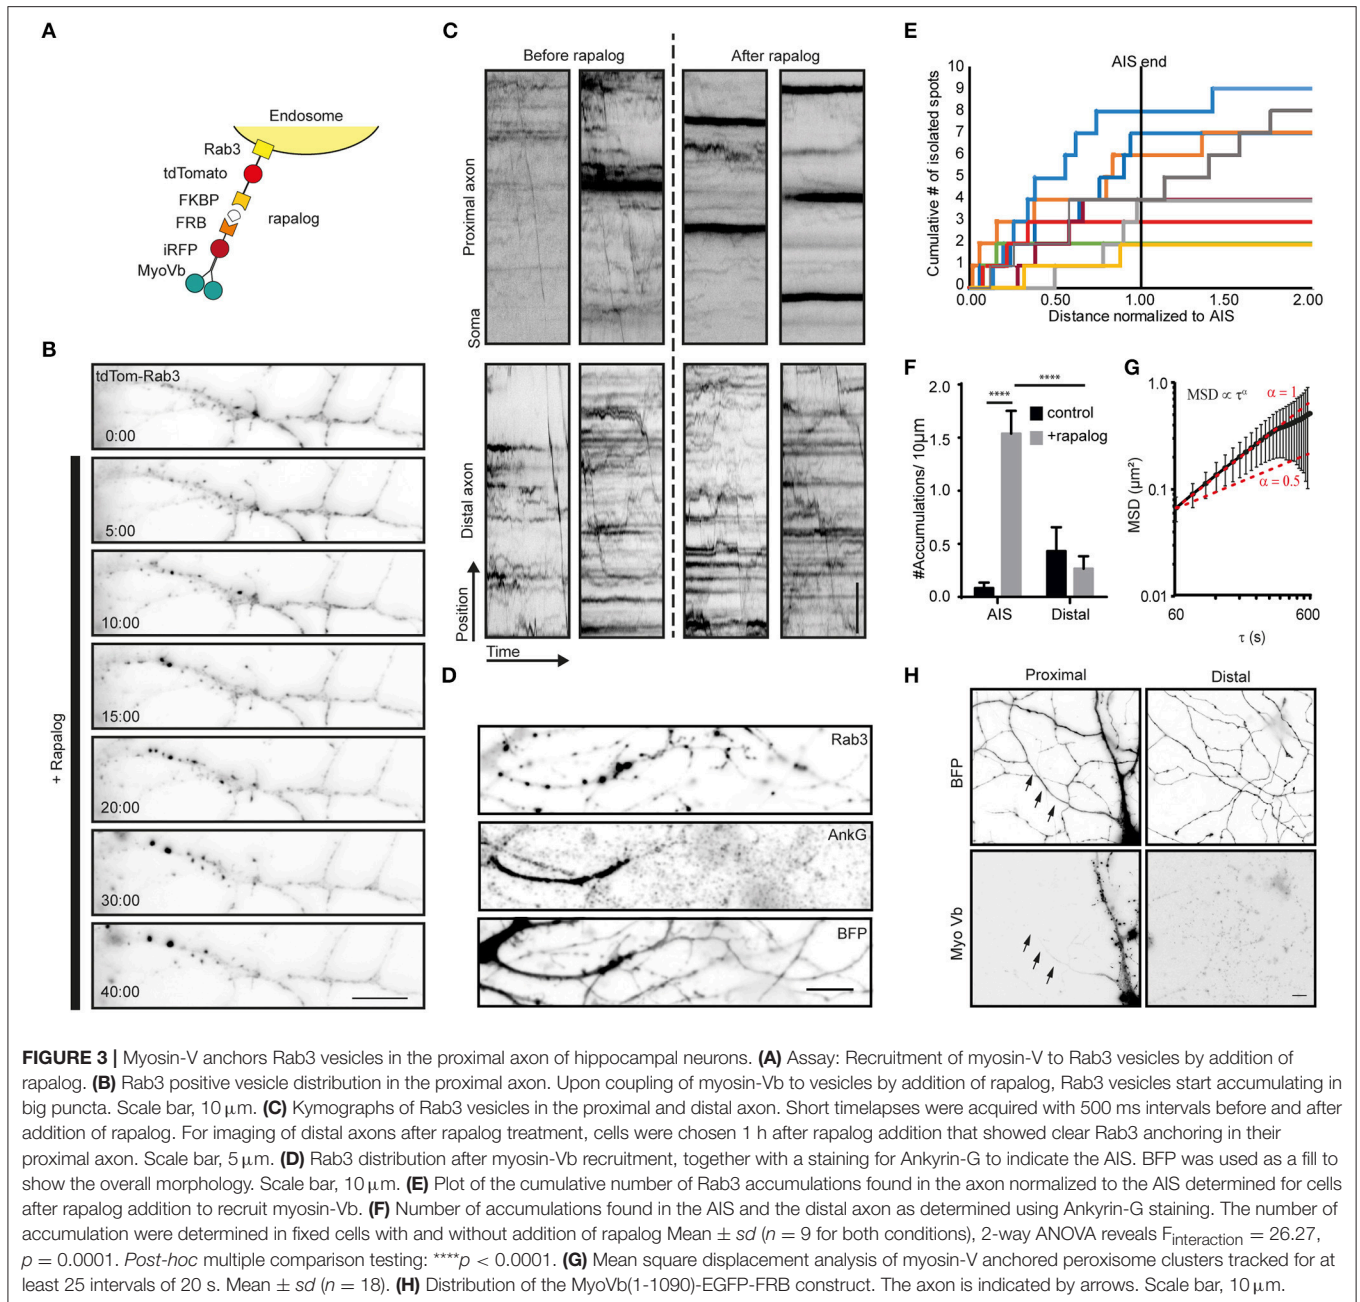 A
Endosome
Rab3
tdTomato
FKBP
FRB
rapalog
iRFP
MyoVb
B
tdTom-Rab3
0:00
5:00
10:00
15:00
20:00
30:00
40:00
+ Rapalog
C
Before rapalog
After rapalog
Proximal axon
Soma
Distal axon
Position
Time
D
Rab3
AnkG
BFP
E
AIS end
10
9
8
7
6
5
4
3
2
1
0
Cumulative # of isolated spots
0.00 0.50 1.00 1.50 2.00
Distance normalized to AIS
F
2.0
1.5
1.0
0.5
0.0
#Accumulations/ 10µm
****
****
control
+rapalog
AIS Distal
G
1.0
0.1
0.01
MSD (µm²)
MSD ∝ τᵅ
α = 1
α = 0.5
60 600
τ (s)
H
Proximal Distal
BFP
Myo Vb
FIGURE 3 | Myosin-V anchors Rab3 vesicles in the proximal axon of hippocampal neurons. (A) Assay: Recruitment of myosin-V to Rab3 vesicles by addition of
rapalog. (B) Rab3 positive vesicle distribution in the proximal axon. Upon coupling of myosin-Vb to vesicles by addition of rapalog, Rab3 vesicles start accumulating in
big puncta. Scale bar, 10 µm. (C) Kymographs of Rab3 vesicles in the proximal and distal axon. Short timelapses were acquired with 500 ms intervals before and after
addition of rapalog. For imaging of distal axons after rapalog treatment, cells were chosen 1 h after rapalog addition that showed clear Rab3 anchoring in their
proximal axon. Scale bar, 5 µm. (D) Rab3 distribution after myosin-Vb recruitment, together with a staining for Ankyrin-G to indicate the AIS. BFP was used as a fill to
show the overall morphology. Scale bar, 10 µm. (E) Plot of the cumulative number of Rab3 accumulations found in the axon normalized to the AIS determined for cells
after rapalog addition to recruit myosin-Vb. (F) Number of accumulations found in the AIS and the distal axon as determined using Ankyrin-G staining. The number of
accumulation were determined in fixed cells with and without addition of rapalog Mean ± sd (n = 9 for both conditions), 2-way ANOVA reveals Finteraction = 26.27,
p = 0.0001. Post-hoc multiple comparison testing: ****p < 0.0001. (G) Mean square displacement analysis of myosin-V anchored peroxisome clusters tracked for at
least 25 intervals of 20 s. Mean ± sd (n = 18). (H) Distribution of the MyoVb(1-1090)-EGFP-FRB construct. The axon is indicated by arrows. Scale bar, 10 µm.